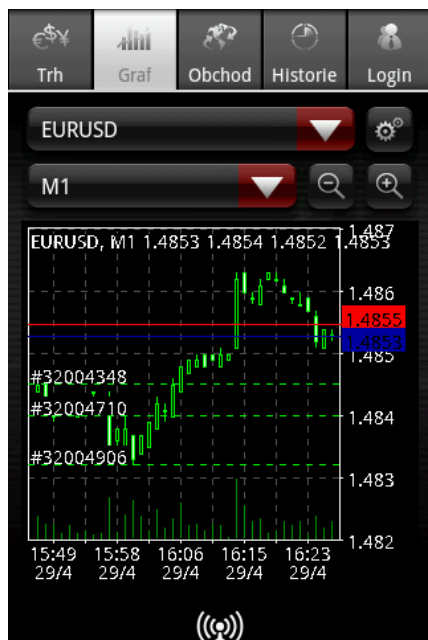 €$¥
Trh
Graf
Obchod
Historie
Login
EURUSD
M1
EURUSD, M1 1.4853 1.4854 1.4852 1.4853
1.487
1.486
1.4855
1.4853
1.485
#32004348
#32004710
1.484
#32004906
1.483
1.482
15:49 15:58 16:06 16:15 16:23
29/4 29/4 29/4 29/4 29/4